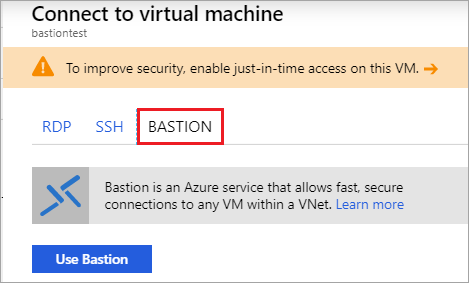 Connect to virtual machine
bastiontest
To improve security, enable just-in-time access on this VM. →
RDP SSH BASTION
Bastion is an Azure service that allows fast, secure
connections to any VM within a VNet. Learn more
Use Bastion